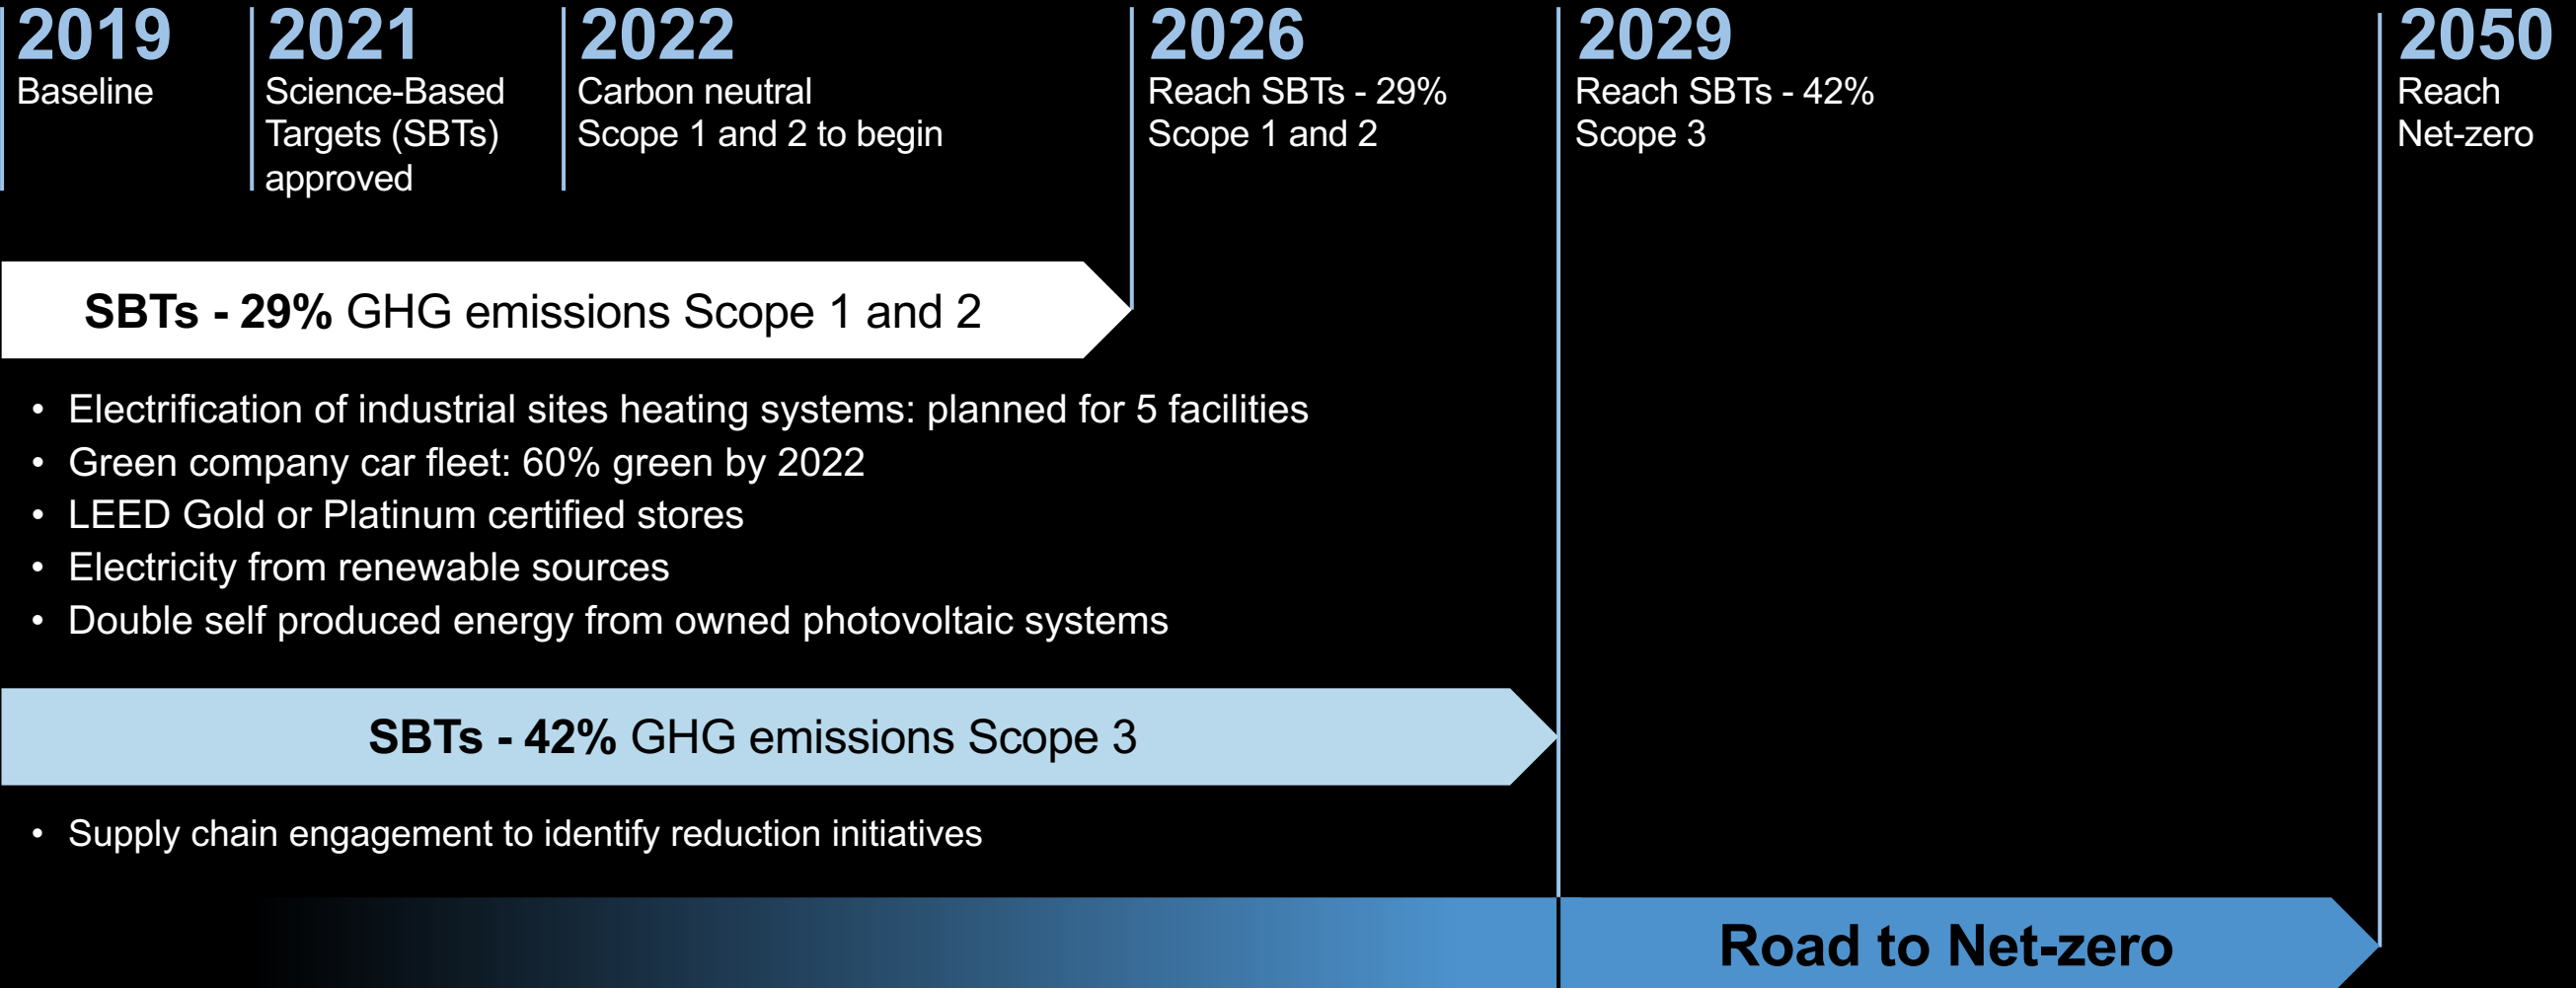 2019
Baseline
2021
Science-Based
Targets (SBTs)
approved
2022
Carbon neutral
Scope 1 and 2 to begin
2026
Reach SBTs - 29%
Scope 1 and 2
2029
Reach SBTs - 42%
Scope 3
2050
Reach
Net-zero
SBTs - 29% GHG emissions Scope 1 and 2
• Electrification of industrial sites heating systems: planned for 5 facilities
• Green company car fleet: 60% green by 2022
• LEED Gold or Platinum certified stores
• Electricity from renewable sources
• Double self produced energy from owned photovoltaic systems
SBTs - 42% GHG emissions Scope 3
• Supply chain engagement to identify reduction initiatives
Road to Net-zero